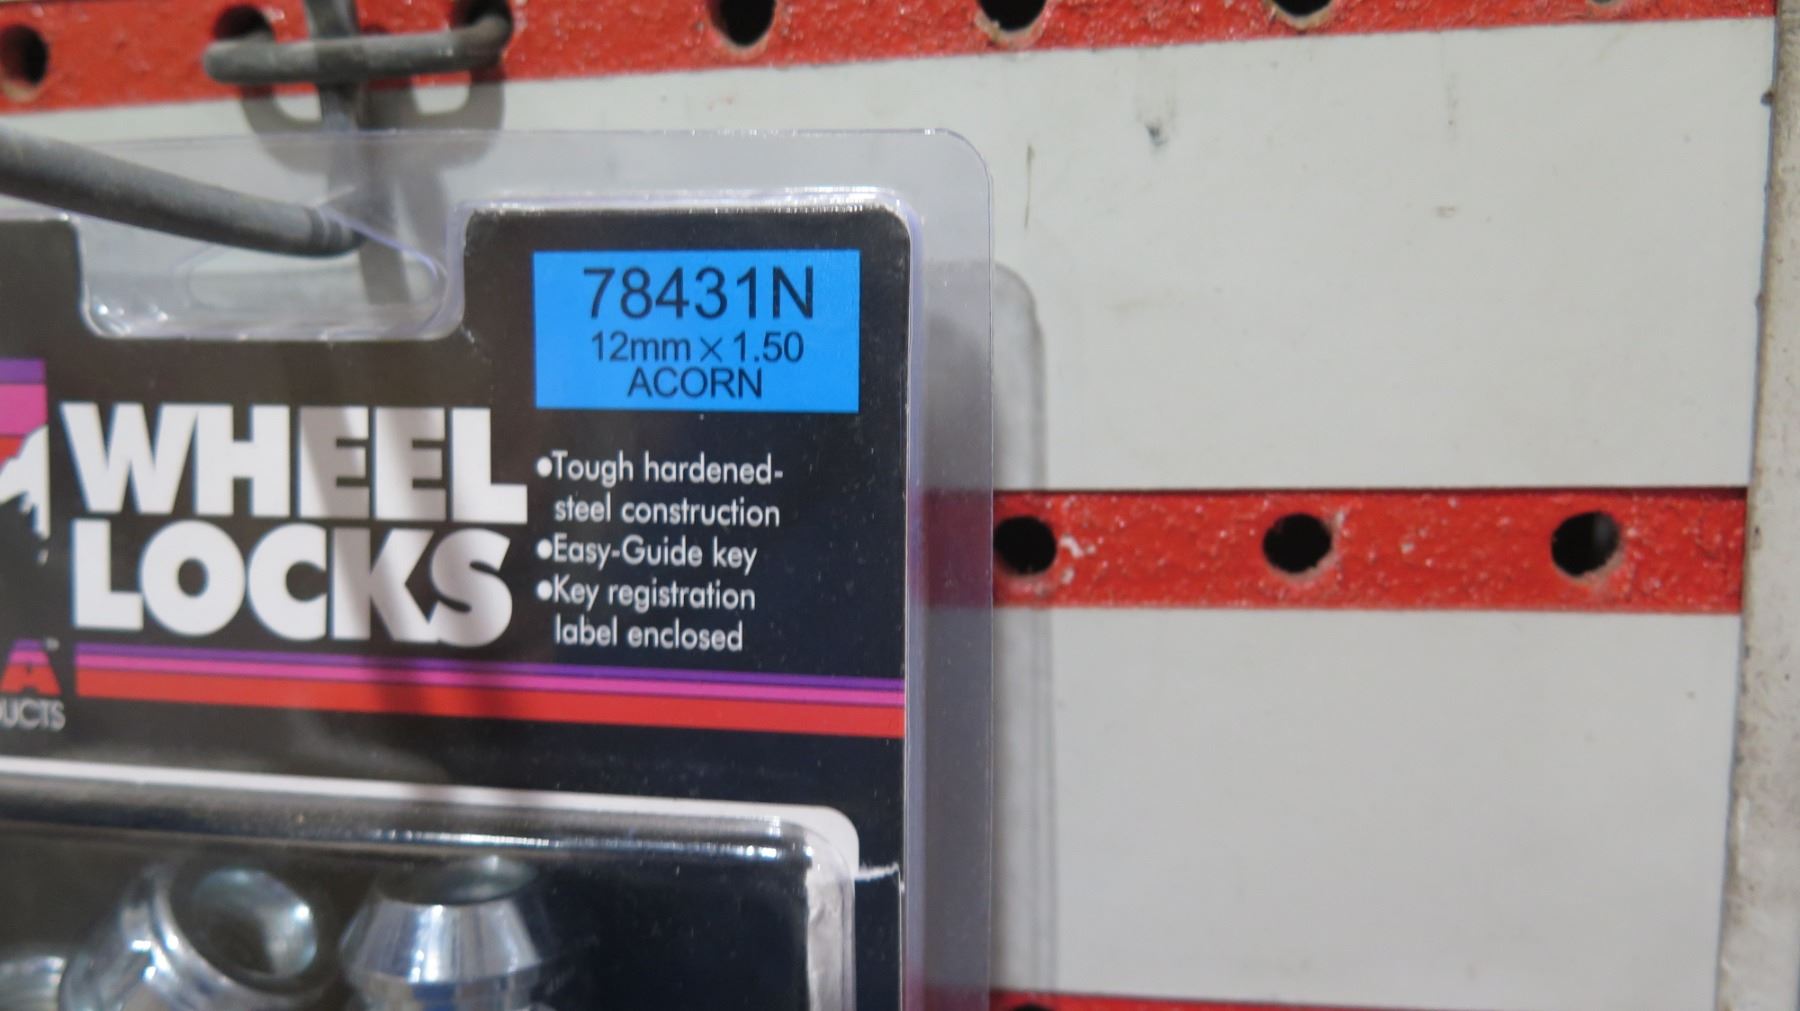 78431N
12mm × 1.50
ACORN
WHEEL
LOCKS
•Tough hardened-
steel construction
•Easy-Guide key
•Key registration
label enclosed